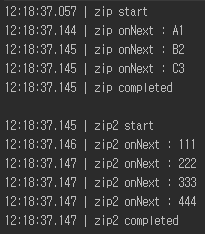 12:18:37.057 | zip start
12:18:37.144 | zip onNext : A1
12:18:37.145 | zip onNext : B2
12:18:37.145 | zip onNext : C3
12:18:37.145 | zip completed
12:18:37.145 | zip2 start
12:18:37.146 | zip2 onNext : 111
12:18:37.147 | zip2 onNext : 222
12:18:37.147 | zip2 onNext : 333
12:18:37.147 | zip2 onNext : 444
12:18:37.147 | zip2 completed